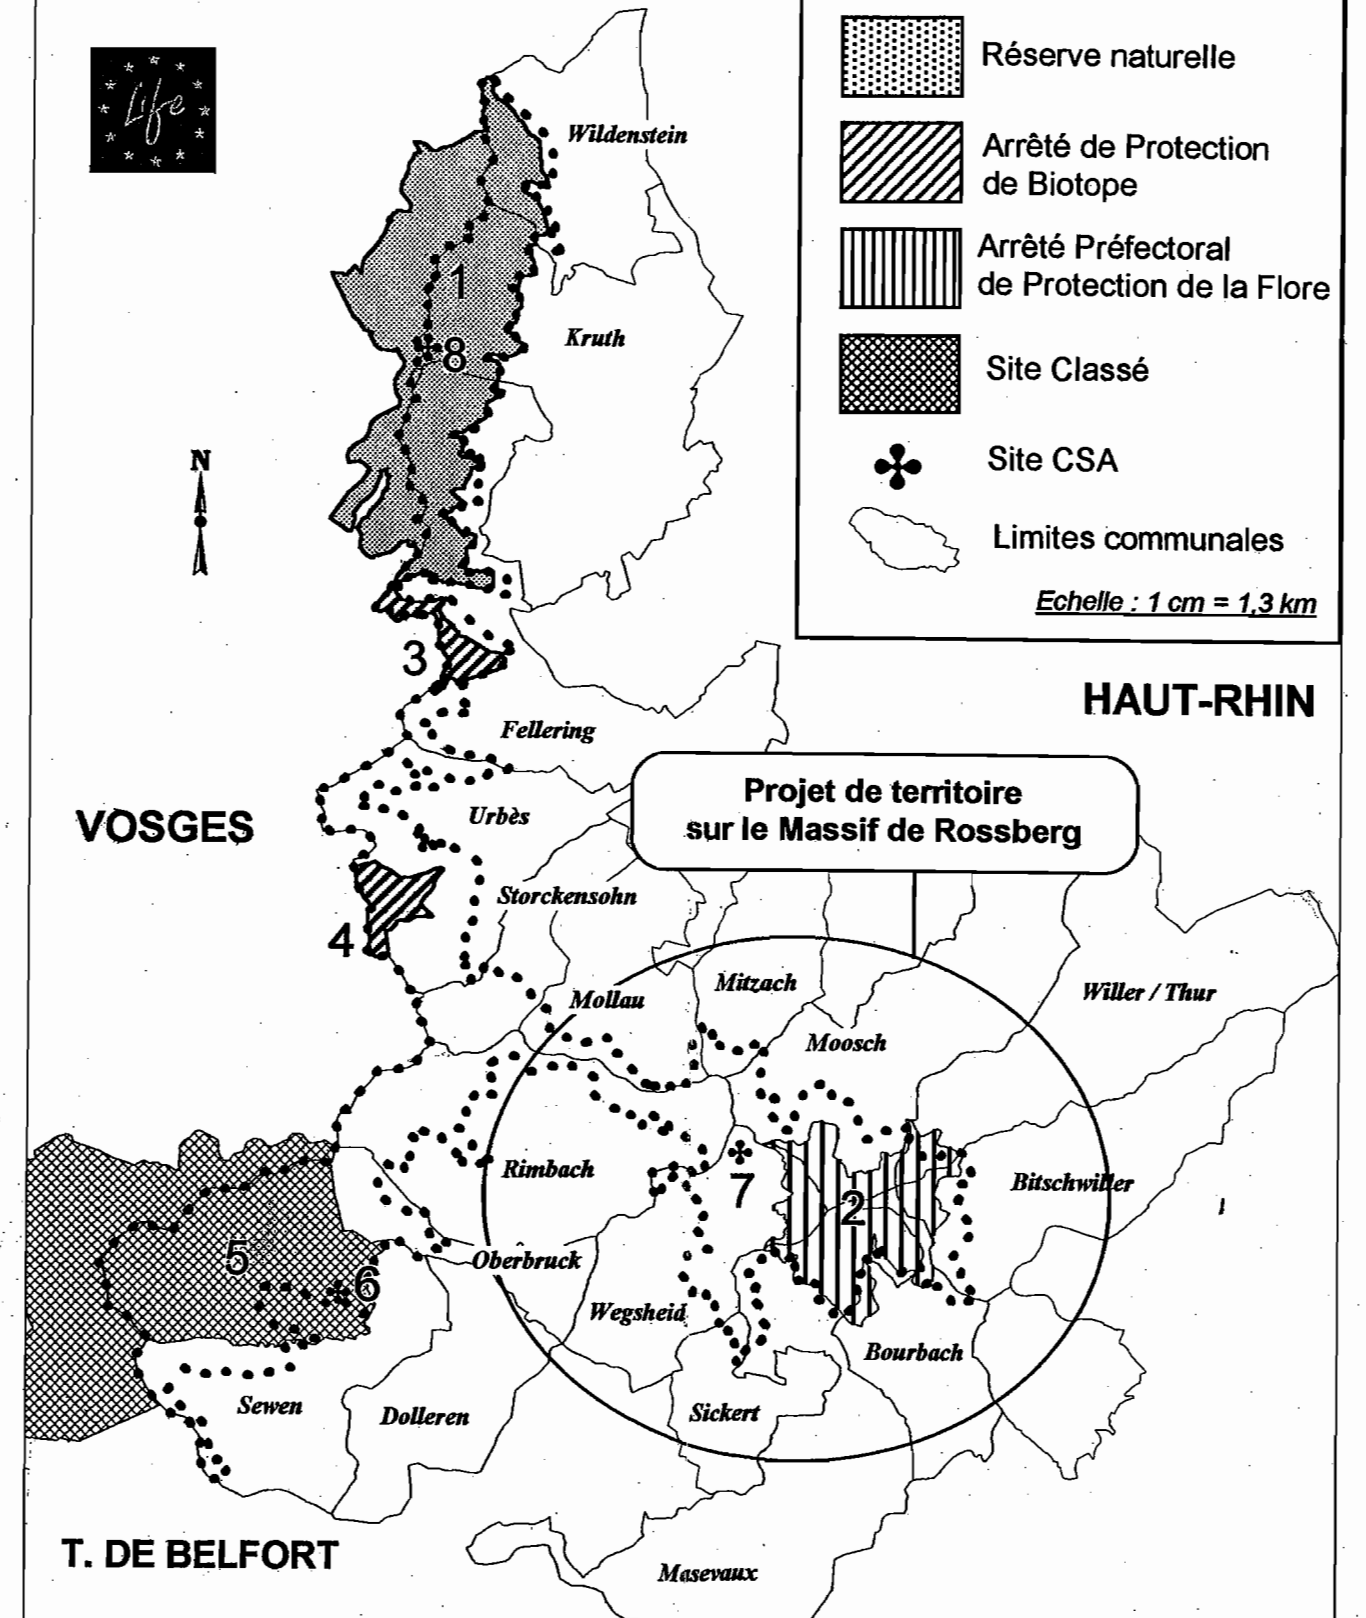 Life
Réserve naturelle
Arrêté de Protection
de Biotope
Arrêté Préfectoral
de Protection de la Flore
Site Classé
Site CSA
Limites communales
Echelle : 1 cm = 1,3 km
N
Wildenstein
1
Kruth
8
3
HAUT-RHIN
Fellering
Projet de territoire
sur le Massif de Rossberg
VOSGES
Urbès
Storckensohn
4
Mitzach
Willer / Thur
Mollau
Moosch
Rimbach
7
2
Bitschwiller
5
6
Oberbruck
Wegsheid
Bourbach
Sewen
Dolleren
Sickert
T. DE BELFORT
Masevaux